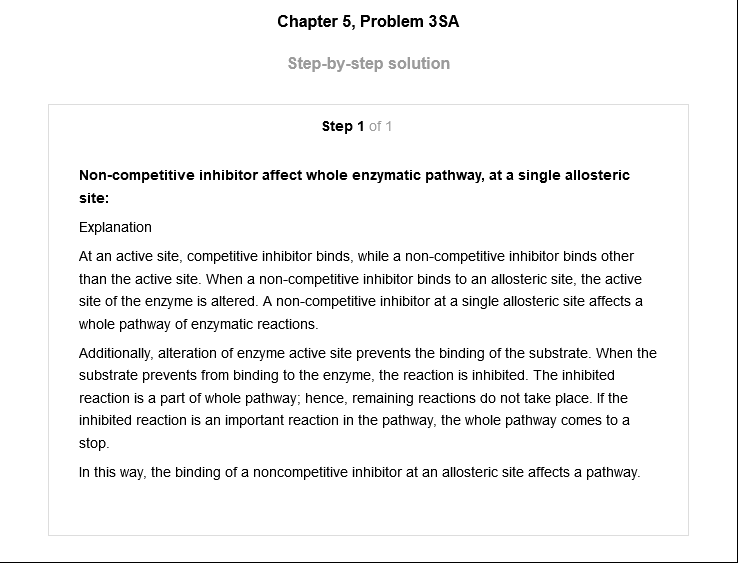 Chapter 5, Problem 3SA
Step-by-step solution
Step 1 of 1
Non-competitive inhibitor affect whole enzymatic pathway, at a single allosteric
site:
Explanation
At an active site, competitive inhibitor binds, while a non-competitive inhibitor binds other
than the active site. When a non-competitive inhibitor binds to an allosteric site, the active
site of the enzyme is altered. A non-competitive inhibitor at a single allosteric site affects a
whole pathway of enzymatic reactions.
Additionally, alteration of enzyme active site prevents the binding of the substrate. When the
substrate prevents from binding to the enzyme, the reaction is inhibited. The inhibited
reaction is a part of whole pathway; hence, remaining reactions do not take place. If the
inhibited reaction is an important reaction in the pathway, the whole pathway comes to a
stop.
In this way, the binding of a noncompetitive inhibitor at an allosteric site affects a pathway.